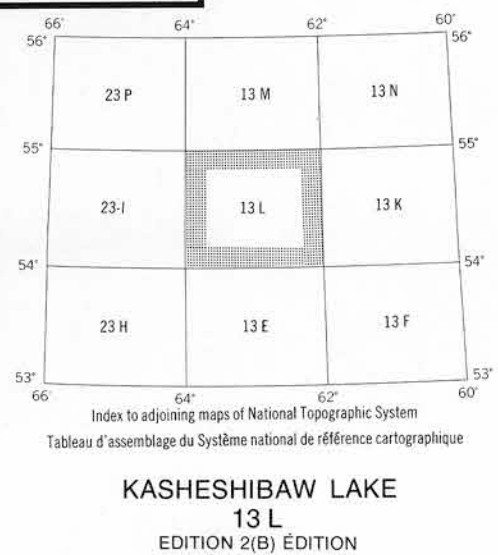 66° 64° 62° 60°
56° 56°
23 P 13 M 13 N
55° 55°
23-I 13 L 13 K
54° 54°
23 H 13 E 13 F
53° 53°
66 64° 62° 60°
Index to adjoining maps of National Topographic System
Tableau d'assemblage du Système national de référence cartographique
KASHESHIBAW LAKE
13 L
EDITION 2(B) ÉDITION